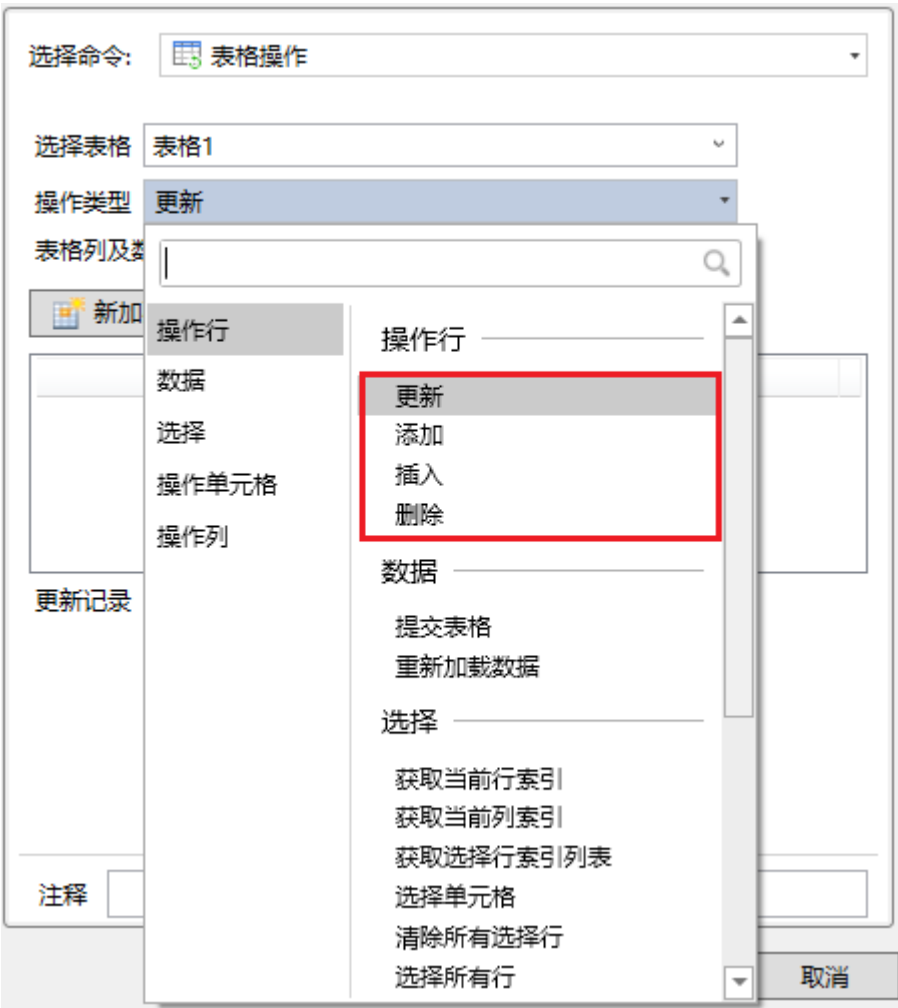 选择命令: 表格操作
选择表格 表格1
操作类型 更新
表格列及数
新加
操作行
数据
选择
操作单元格
操作列
操作行
更新
添加
插入
删除
数据
提交表格
重新加载数据
选择
获取当前行索引
获取当前列索引
获取选择行索引列表
选择单元格
清除所有选择行
选择所有行
更新记录
注释
取消